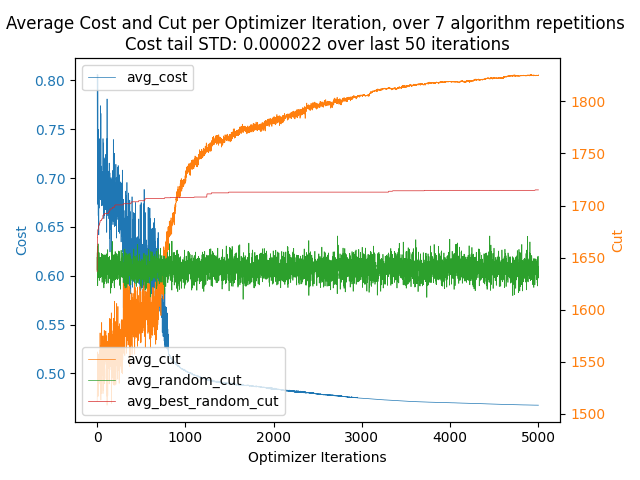 Average Cost and Cut per Optimizer Iteration, over 7 algorithm repetitions
Cost tail STD: 0.000022 over last 50 iterations
avg_cost
0.80
0.75
0.70
0.65
0.60
0.55
0.50
Cost
1800
1750
1700
1650
1600
1550
1500
Cut
avg_cut
avg_random_cut
avg_best_random_cut
0
1000
2000
3000
4000
5000
Optimizer Iterations